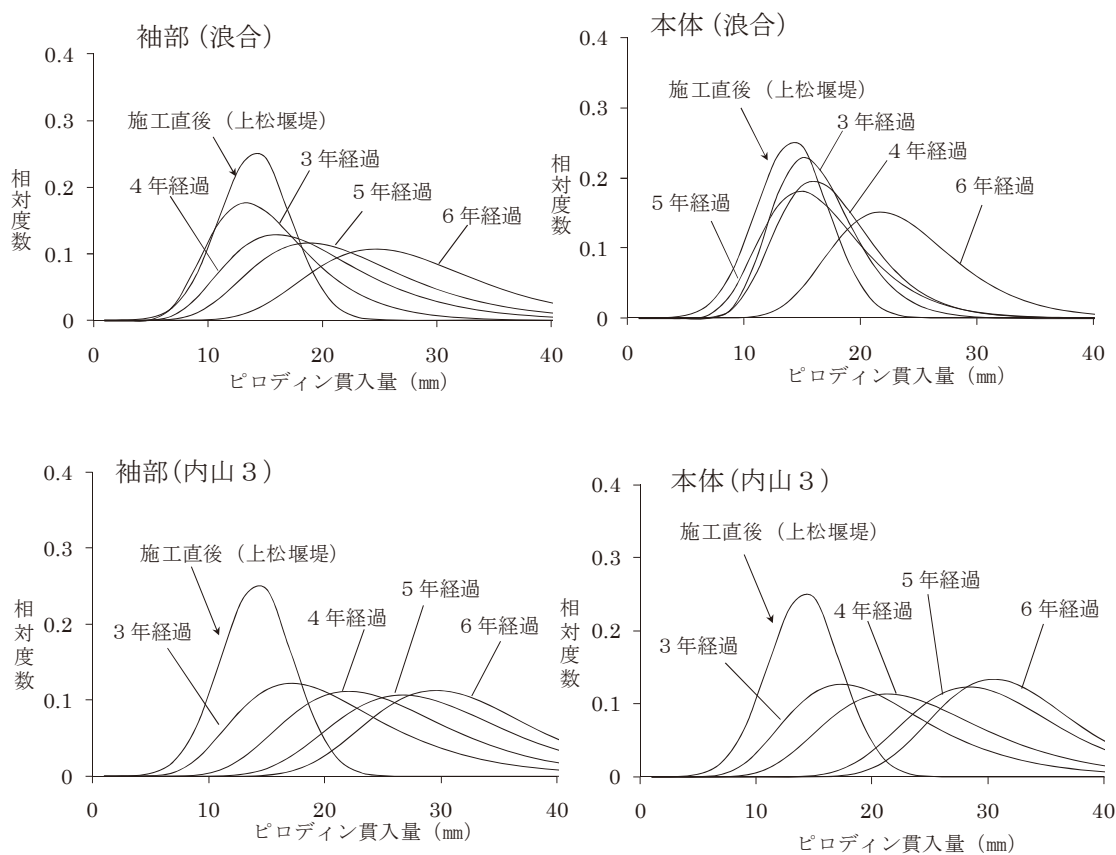 袖部(浪合)
0.4
0.3
0.2
0.1
0
相対度数
施工直後(上松堰堤)
3年経過
4年経過
5年経過
6年経過
0 10 20 30 40
ピロディン貫入量(㎜)
本体(浪合)
0.4
0.3
0.2
0.1
0
相対度数
施工直後(上松堰堤)
3年経過
4年経過
5年経過
6年経過
0 10 20 30 40
ピロディン貫入量(㎜)
袖部(内山3)
0.4
0.3
0.2
0.1
0
相対度数
施工直後(上松堰堤)
5年経過
4年経過
3年経過
6年経過
0 10 20 30 40
ピロディン貫入量(㎜)
本体(内山3)
0.4
0.3
0.2
0.1
0
相対度数
施工直後(上松堰堤)
5年経過
4年経過
6年経過
3年経過
0 10 20 30 40
ピロディン貫入量(㎜)